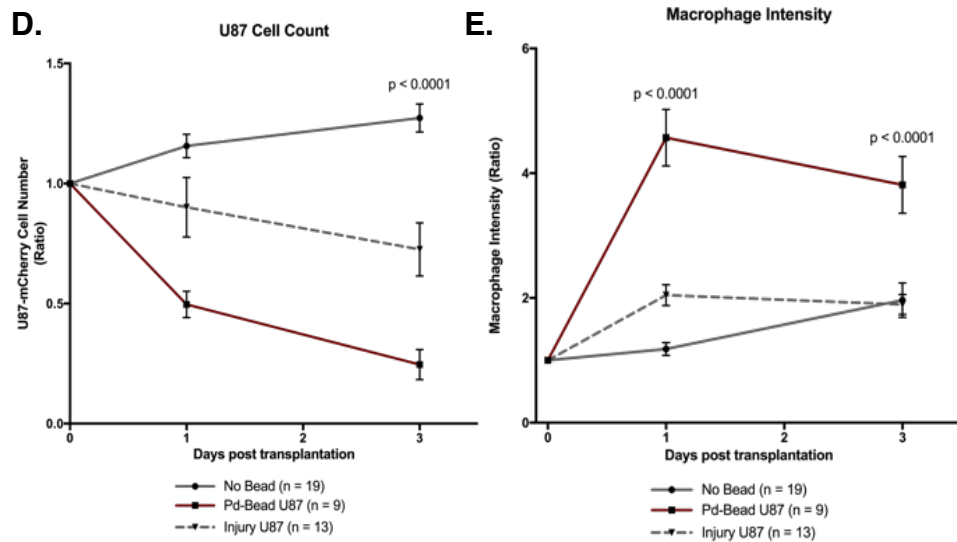 D.
U87 Cell Count
1.5
1.0
0.5
0.0
U87-mCherry Cell Number
(Ratio)
p < 0.0001
0
1
2
3
Days post transplantation
No Bead (n = 19)
Pd-Bead U87 (n = 9)
Injury U87 (n = 13)
E.
Macrophage Intensity
6
4
2
0
Macrophage Intensity (Ratio)
p < 0.0001
p < 0.0001
0
1
2
3
Days post transplantation
No Bead (n = 19)
Pd-Bead U87 (n = 9)
Injury U87 (n = 13)